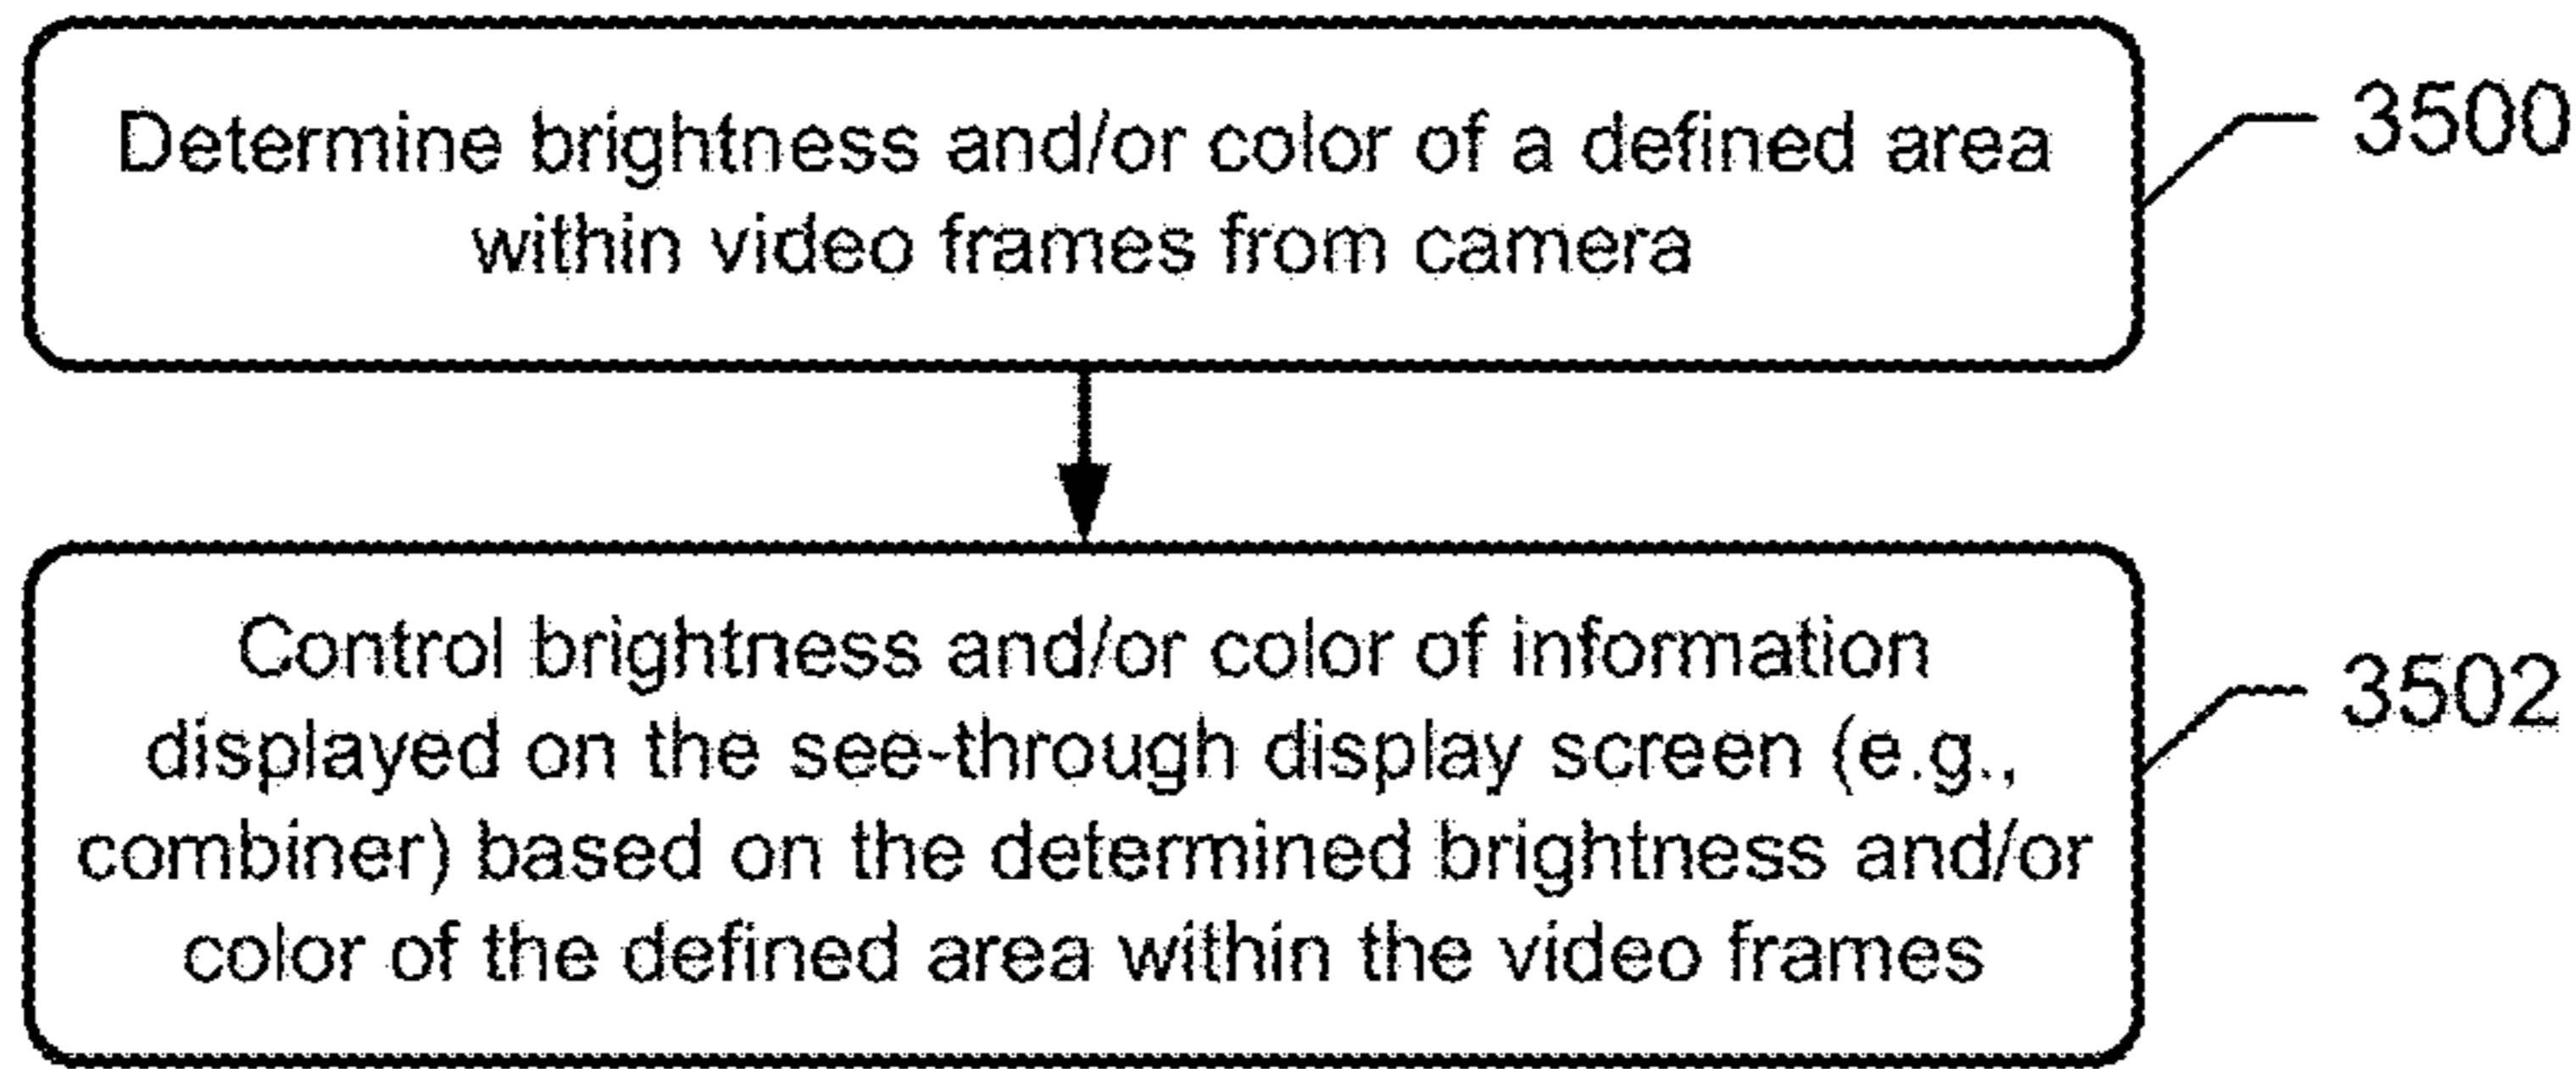 Determine brightness and/or color of a defined area
within video frames from camera
3500
Control brightness and/or color of information
displayed on the see-through display screen (e.g.,
combiner) based on the determined brightness and/or
color of the defined area within the video frames
3502